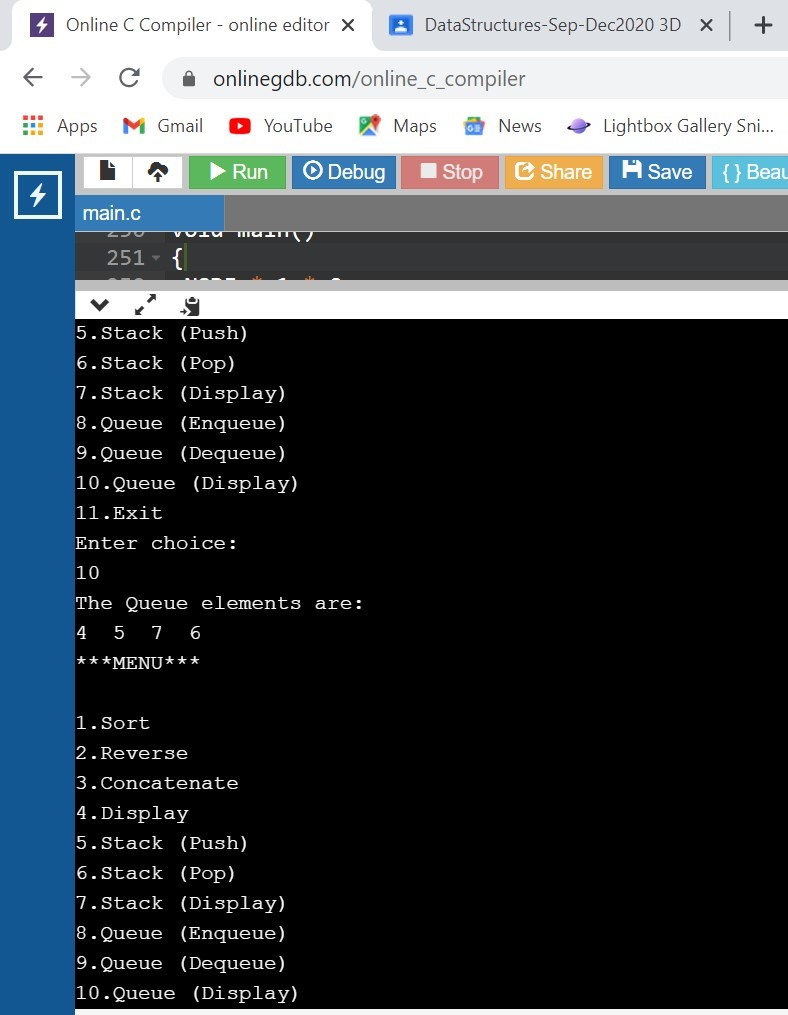 Online C Compiler - online editor
DataStructures-Sep-Dec2020 3D
onlinegdb.com/online_c_compiler
Apps Gmail YouTube Maps News Lightbox Gallery Sni...
Run Debug Stop Share Save { } Beau
main.c
void main()
251 {
5.Stack (Push)
6.Stack (Pop)
7.Stack (Display)
8.Queue (Enqueue)
9.Queue (Dequeue)
10.Queue (Display)
11.Exit
Enter choice:
10
The Queue elements are:
4 5 7 6
***MENU***
1.Sort
2.Reverse
3.Concatenate
4.Display
5.Stack (Push)
6.Stack (Pop)
7.Stack (Display)
8.Queue (Enqueue)
9.Queue (Dequeue)
10.Queue (Display)